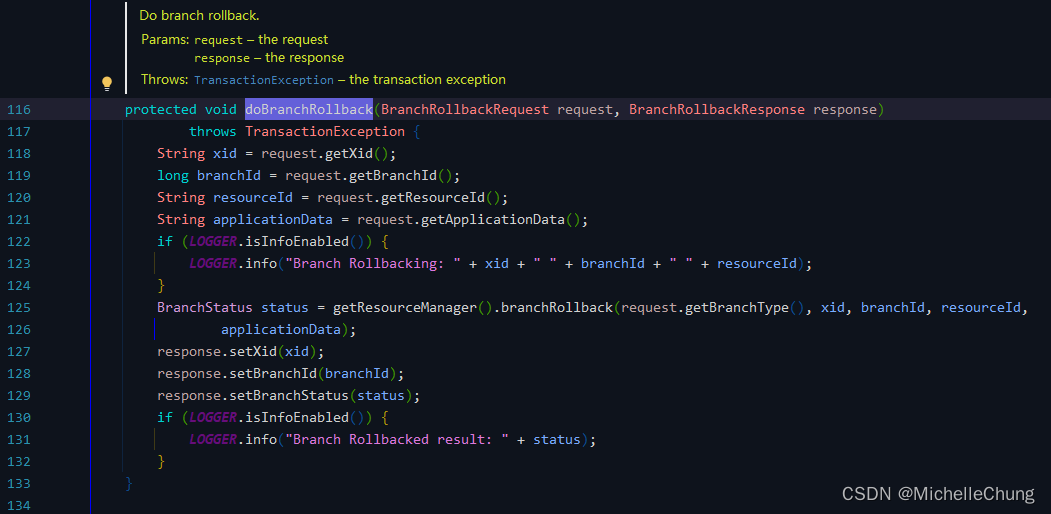 Do branch rollback.
Params: request – the request
response – the response
Throws: TransactionException – the transaction exception
116 protected void doBranchRollback(BranchRollbackRequest request, BranchRollbackResponse response)
117 throws TransactionException {
118 String xid = request.getXid();
119 long branchId = request.getBranchId();
120 String resourceId = request.getResourceId();
121 String applicationData = request.getApplicationData();
122 if (LOGGER.isInfoEnabled()) {
123 LOGGER.info("Branch Rollbacking: " + xid + " " + branchId + " " + resourceId);
124 }
125 BranchStatus status = getResourceManager().branchRollback(request.getBranchType(), xid, branchId, resourceId,
126 applicationData);
127 response.setXid(xid);
128 response.setBranchId(branchId);
129 response.setBranchStatus(status);
130 if (LOGGER.isInfoEnabled()) {
131 LOGGER.info("Branch Rollbacked result: " + status);
132 }
133 }
134
CSDN @MichelleChung